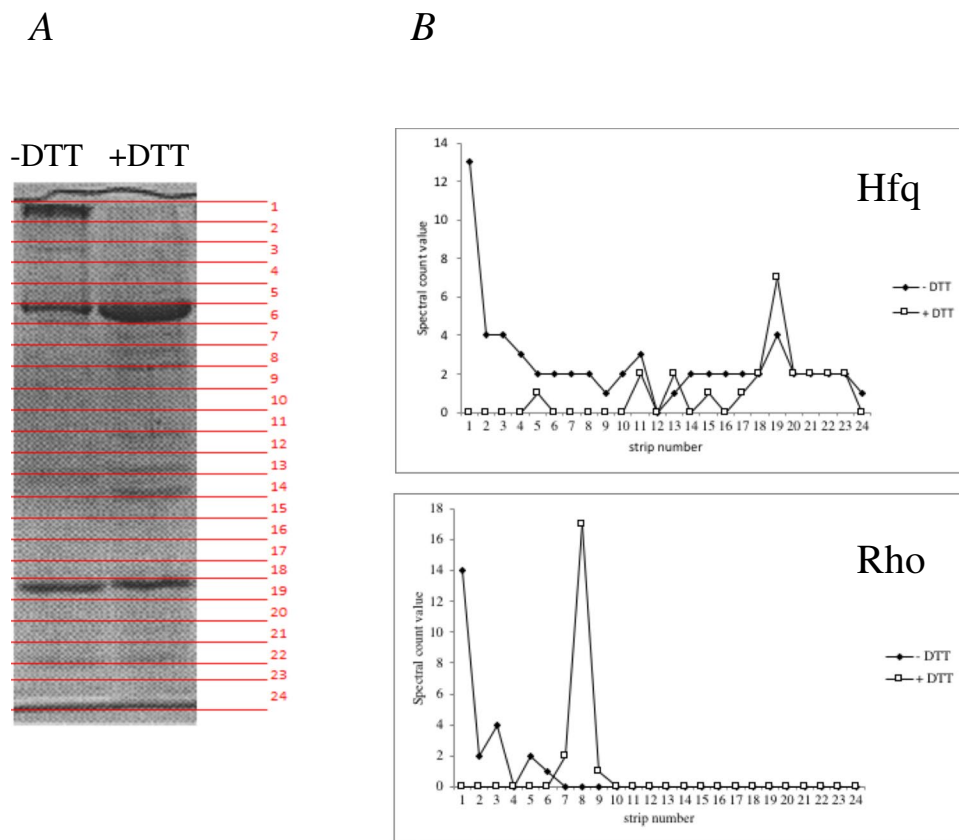 A
B
-DTT +DTT
1
2
3
4
5
6
7
8
9
10
11
12
13
14
15
16
17
18
19
20
21
22
23
24
Hfq
Spectral count value
14
12
10
8
6
4
2
0
1 2 3 4 5 6 7 8 9 10 11 12 13 14 15 16 17 18 19 20 21 22 23 24
strip number
- DTT
+ DTT
Rho
Spectral count value
18
16
14
12
10
8
6
4
2
0
1 2 3 4 5 6 7 8 9 10 11 12 13 14 15 16 17 18 19 20 21 22 23 24
strip number
- DTT
+ DTT